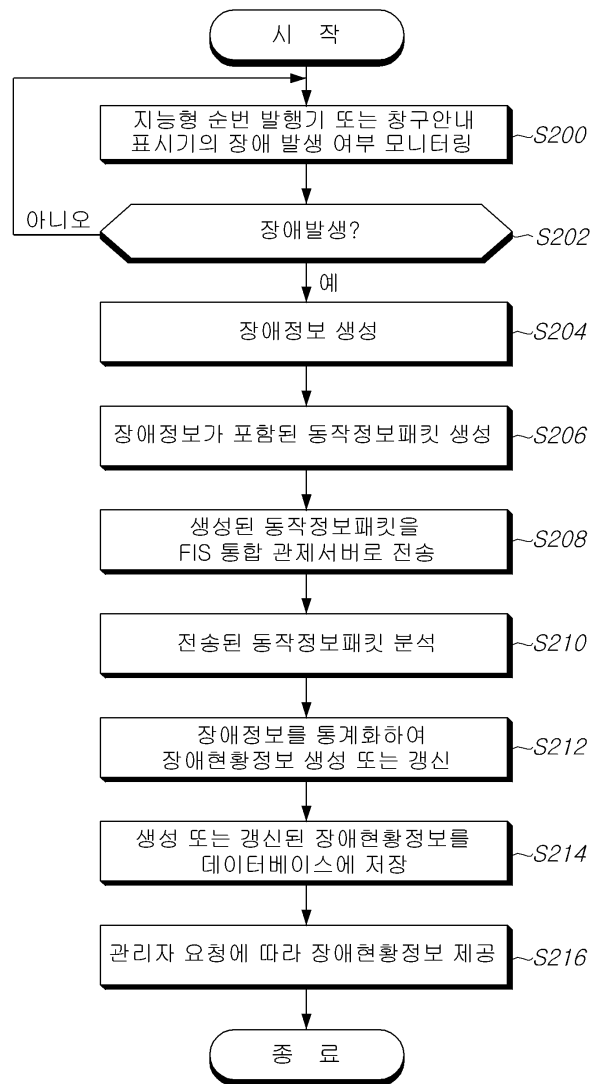 시 작
지능형 순번 발행기 또는 창구안내
표시기의 장애 발생 여부 모니터링
S200
아니오
장애발생?
S202
예
장애정보 생성
S204
장애정보가 포함된 동작정보패킷 생성
S206
생성된 동작정보패킷을
FIS 통합 관제서버로 전송
S208
전송된 동작정보패킷 분석
S210
장애정보를 통계화하여
장애현황정보 생성 또는 갱신
S212
생성 또는 갱신된 장애현황정보를
데이터베이스에 저장
S214
관리자 요청에 따라 장애현황정보 제공
S216
종 료